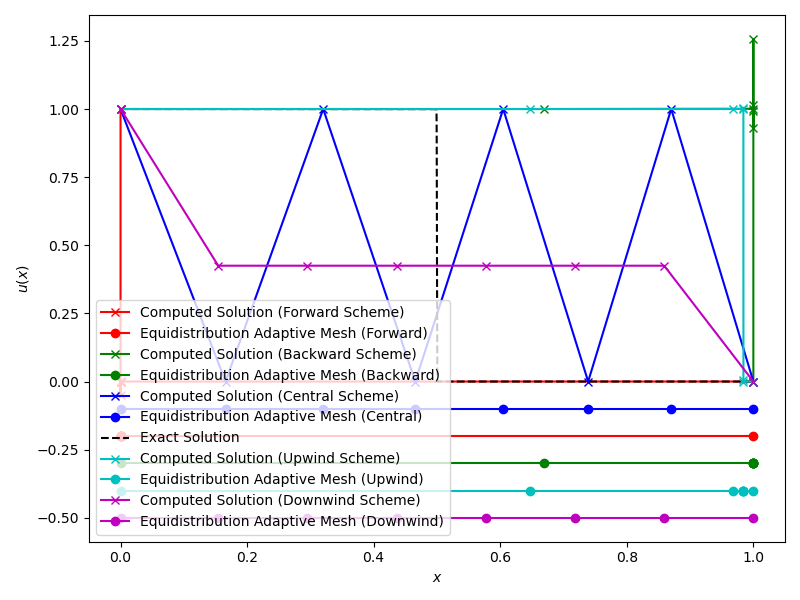 1.25
1.00
0.75
0.50
0.25
0.00
−0.25
−0.50
u(x)
Computed Solution (Forward Scheme)
Equidistribution Adaptive Mesh (Forward)
Computed Solution (Backward Scheme)
Equidistribution Adaptive Mesh (Backward)
Computed Solution (Central Scheme)
Equidistribution Adaptive Mesh (Central)
Exact Solution
Computed Solution (Upwind Scheme)
Equidistribution Adaptive Mesh (Upwind)
Computed Solution (Downwind Scheme)
Equidistribution Adaptive Mesh (Downwind)
0.0 0.2 0.4 0.6 0.8 1.0
x